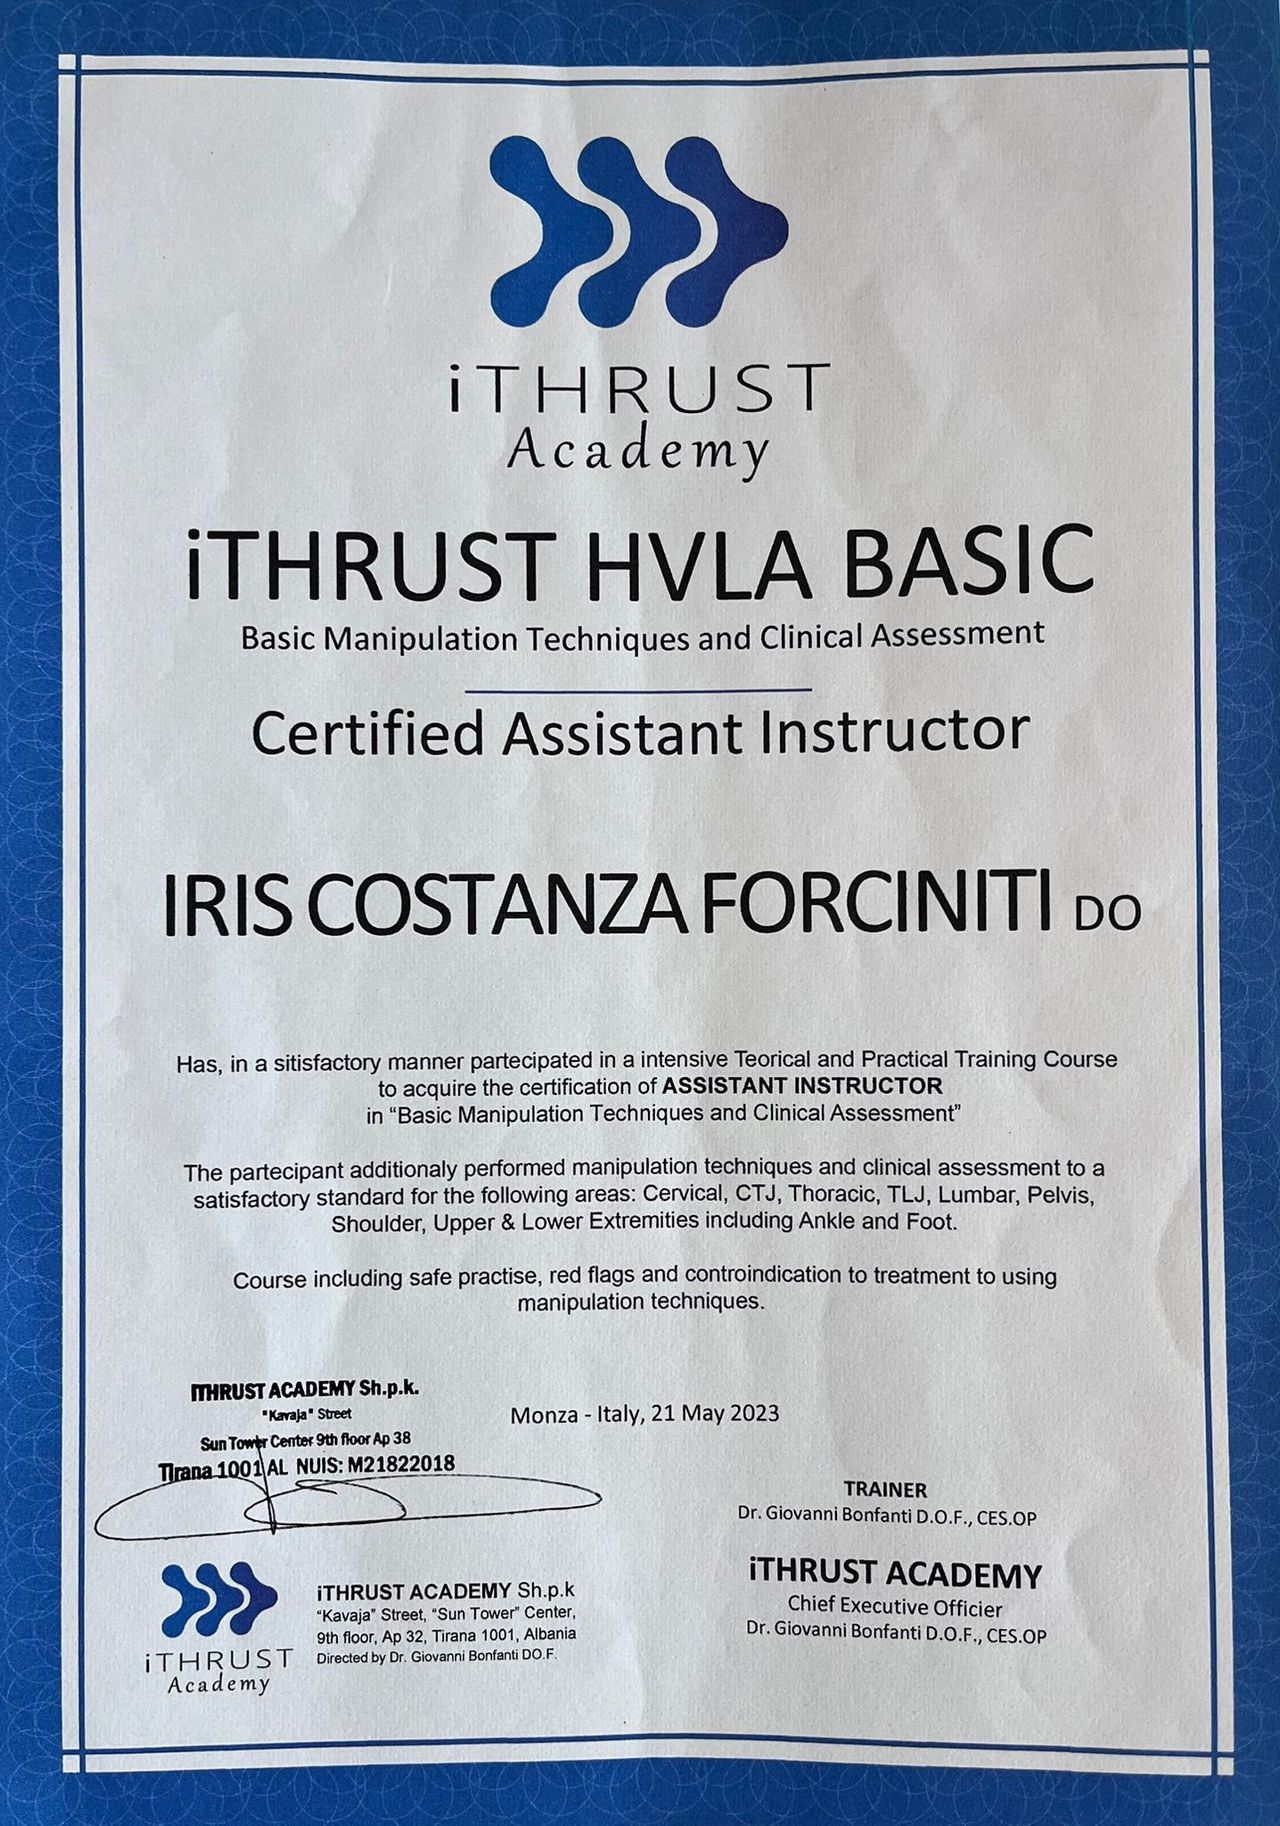 iTHRUST
Academy
iTHRUST HVLA BASIC
Basic Manipulation Techniques and Clinical Assessment
Certified Assistant Instructor
IRIS COSTANZA FORCINITI DO
Has, in a sitisfactory manner partecipated in a intensive Teorical and Practical Training Course
to acquire the certification of ASSISTANT INSTRUCTOR
in “Basic Manipulation Techniques and Clinical Assessment”
The partecipant additionaly performed manipulation techniques and clinical assessment to a
satisfactory standard for the following areas: Cervical, CTJ, Thoracic, TLJ, Lumbar, Pelvis,
Shoulder, Upper & Lower Extremities including Ankle and Foot.
Course including safe practise, red flags and controindication to treatment to using
manipulation techniques.
ITHRUST ACADEMY Sh.p.k.
"Kavaja" Street
Sun Tower Center 9th floor Ap 38
Tirana 1001 AL NUIS: M21822018
Monza - Italy, 21 May 2023
TRAINER
Dr. Giovanni Bonfanti D.O.F., CES.OP
iTHRUST ACADEMY
Chief Executive Officier
Dr. Giovanni Bonfanti D.O.F., CES.OP
iTHRUST
Academy
iTHRUST ACADEMY Sh.p.k
“Kavaja” Street, “Sun Tower” Center,
9th floor, Ap 32, Tirana 1001, Albania
Directed by Dr. Giovanni Bonfanti DO.F.